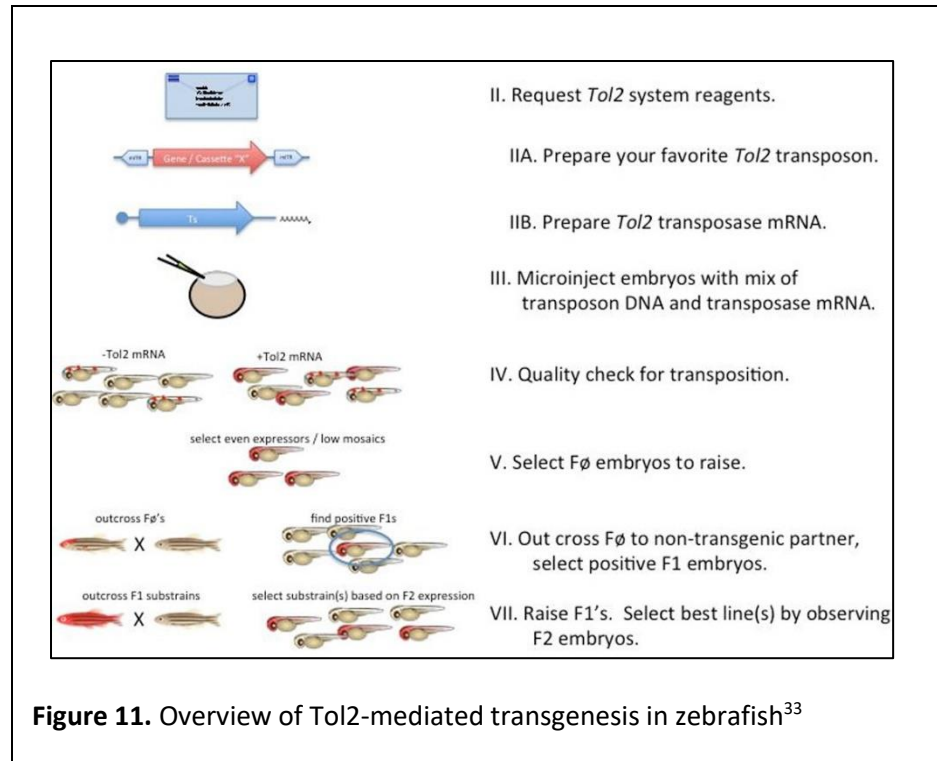 II. Request Tol2 system reagents.
Gene / Cassette "X"
IIA. Prepare your favorite Tol2 transposon.
Ts
IIB. Prepare Tol2 transposase mRNA.
III. Microinject embryos with mix of
transposon DNA and transposase mRNA.
-Tol2 mRNA
+Tol2 mRNA
IV. Quality check for transposition.
select even expressors / low mosaics
V. Select Fø embryos to raise.
outcross Fø's
find positive F1s
X
VI. Out cross Fø to non-transgenic partner,
select positive F1 embryos.
outcross F1 substrains
select substrain(s) based on F2 expression
X
VII. Raise F1's. Select best line(s) by observing
F2 embryos.
Figure 11. Overview of Tol2-mediated transgenesis in zebrafish33